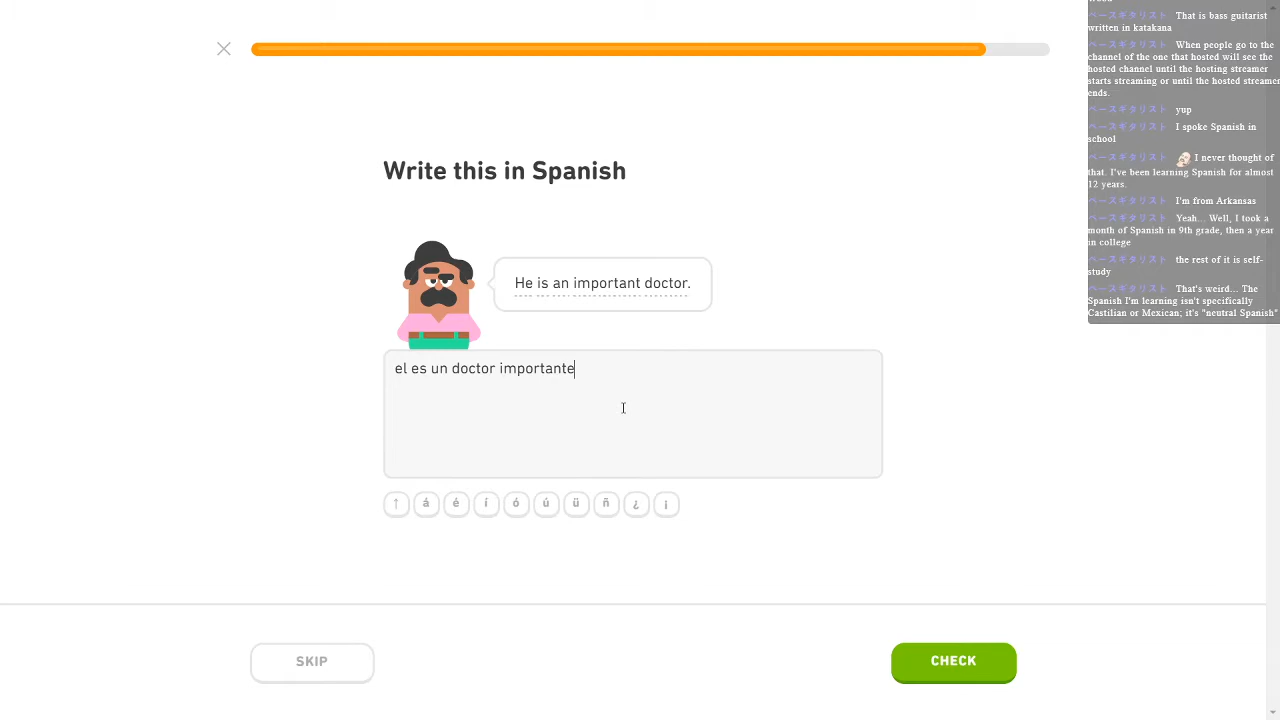 Write this in Spanish
He is an important doctor.
el es un doctor importante
↑ á é í ó ú ü ñ ¿ ¡
SKIP
CHECK
ベースギタリスト That is bass guitarist
written in katakana
ベースギタリスト When people go to the
channel of the one that hosted will see the
hosted channel until the hosting streamer
starts streaming or until the hosted streamer
ends.
ベースギタリスト yup
ベースギタリスト I spoke Spanish in
school
ベースギタリスト I never thought of
that. I've been learning Spanish for almost
12 years.
ベースギタリスト I'm from Arkansas
ベースギタリスト Yeah... Well, I took a
month of Spanish in 9th grade, then a year
in college
ベースギタリスト the rest of it is self-
study
ベースギタリスト That's weird... The
Spanish I'm learning isn't specifically
Castilian or Mexican; it's "neutral Spanish"